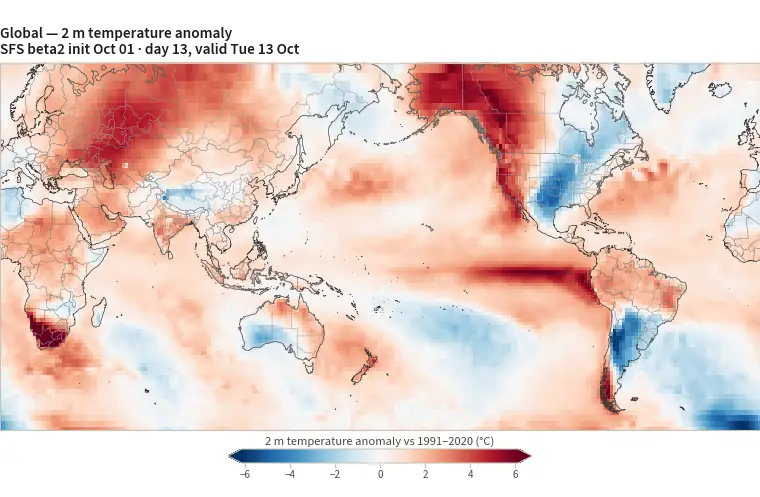 Global — 2 m temperature anomaly
SFS beta2 init Oct 01 · day 13, valid Tue 13 Oct
2 m temperature anomaly vs 1991–2020 (°C)
−6 −4 −2 0 2 4 6